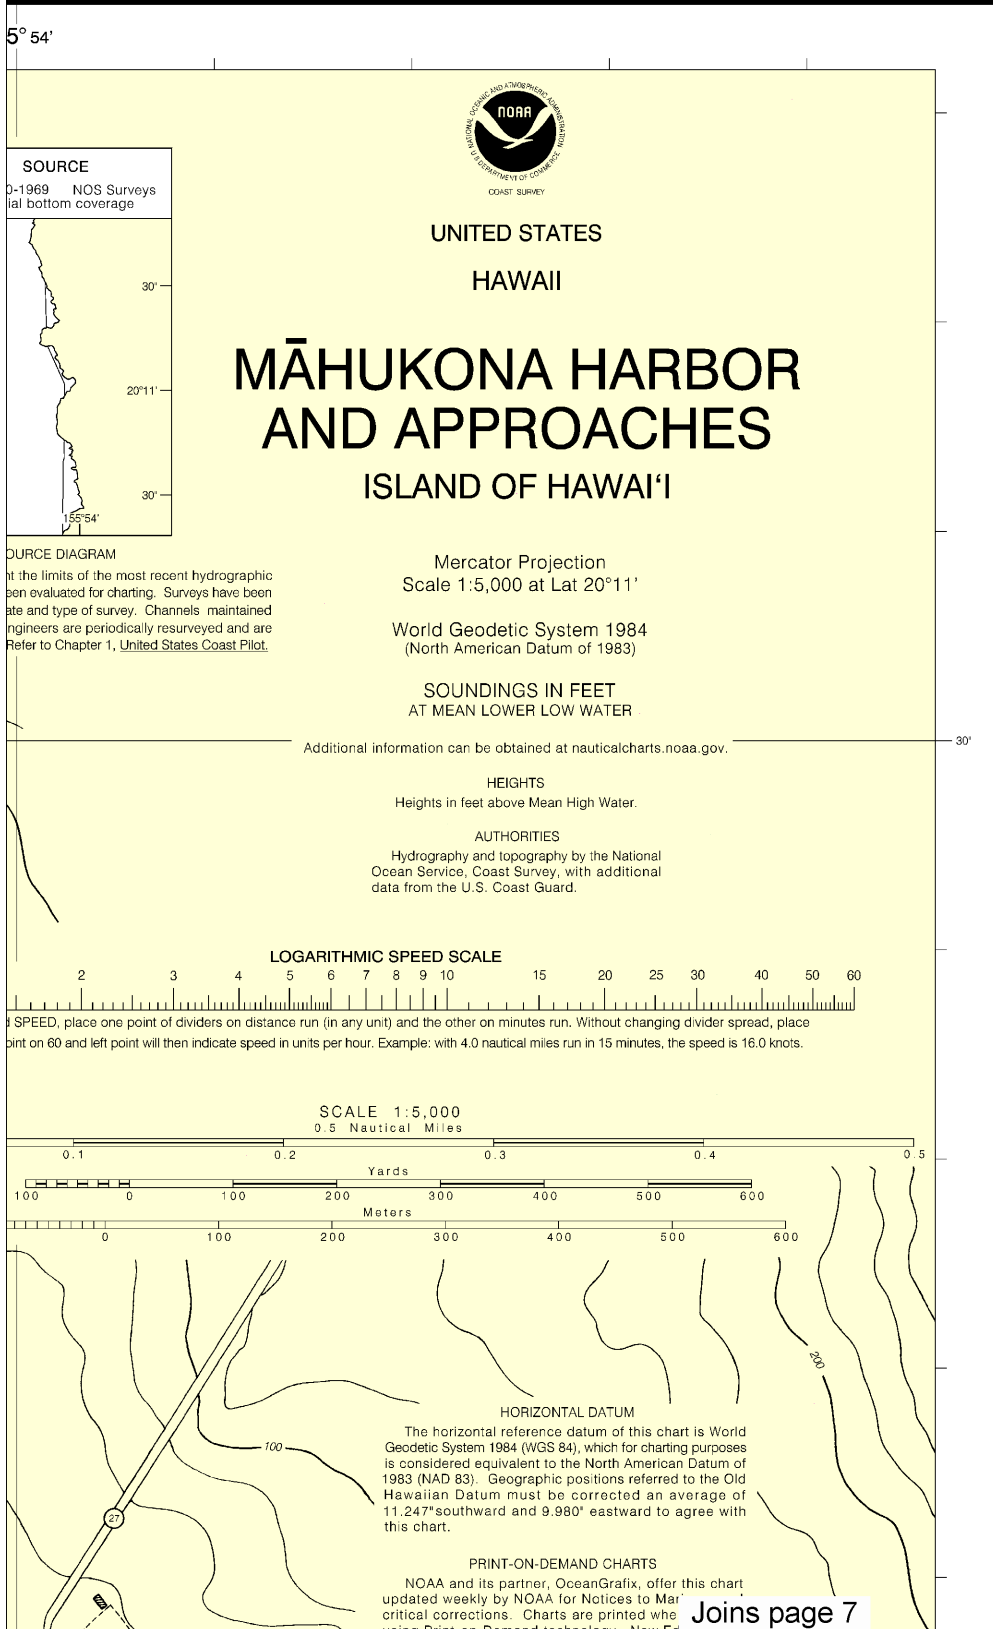 5° 54'
NATIONAL OCEANIC AND ATMOSPHERIC ADMINISTRATION
U S DEPARTMENT OF COMMERCE
NOAA
COAST SURVEY
SOURCE
0-1969 NOS Surveys
ial bottom coverage
30"
20°11'
30"
155°54'
UNITED STATES
HAWAII
MĀHUKONA HARBOR
AND APPROACHES
ISLAND OF HAWAI‘I
OURCE DIAGRAM
nt the limits of the most recent hydrographic
een evaluated for charting. Surveys have been
ate and type of survey. Channels maintained
ngineers are periodically resurveyed and are
Refer to Chapter 1, United States Coast Pilot.
Mercator Projection
Scale 1:5,000 at Lat 20°11'
World Geodetic System 1984
(North American Datum of 1983)
SOUNDINGS IN FEET
AT MEAN LOWER LOW WATER
30"
Additional information can be obtained at nauticalcharts.noaa.gov.
HEIGHTS
Heights in feet above Mean High Water.
AUTHORITIES
Hydrography and topography by the National
Ocean Service, Coast Survey, with additional
data from the U.S. Coast Guard.
LOGARITHMIC SPEED SCALE
2 3 4 5 6 7 8 9 10 15 20 25 30 40 50 60
SPEED, place one point of dividers on distance run (in any unit) and the other on minutes run. Without changing divider spread, place
oint on 60 and left point will then indicate speed in units per hour. Example: with 4.0 nautical miles run in 15 minutes, the speed is 16.0 knots.
SCALE 1:5,000
0.5 Nautical Miles
0.1 0.2 0.3 0.4 0.5
Yards
100 0 100 200 300 400 500 600
Meters
0 100 200 300 400 500 600
200
100
27
HORIZONTAL DATUM
The horizontal reference datum of this chart is World
Geodetic System 1984 (WGS 84), which for charting purposes
is considered equivalent to the North American Datum of
1983 (NAD 83). Geographic positions referred to the Old
Hawaiian Datum must be corrected an average of
11.247" southward and 9.980" eastward to agree with
this chart.
PRINT-ON-DEMAND CHARTS
NOAA and its partner, OceanGrafix, offer this chart
updated weekly by NOAA for Notices to Mar
critical corrections. Charts are printed whe
Joins page 7